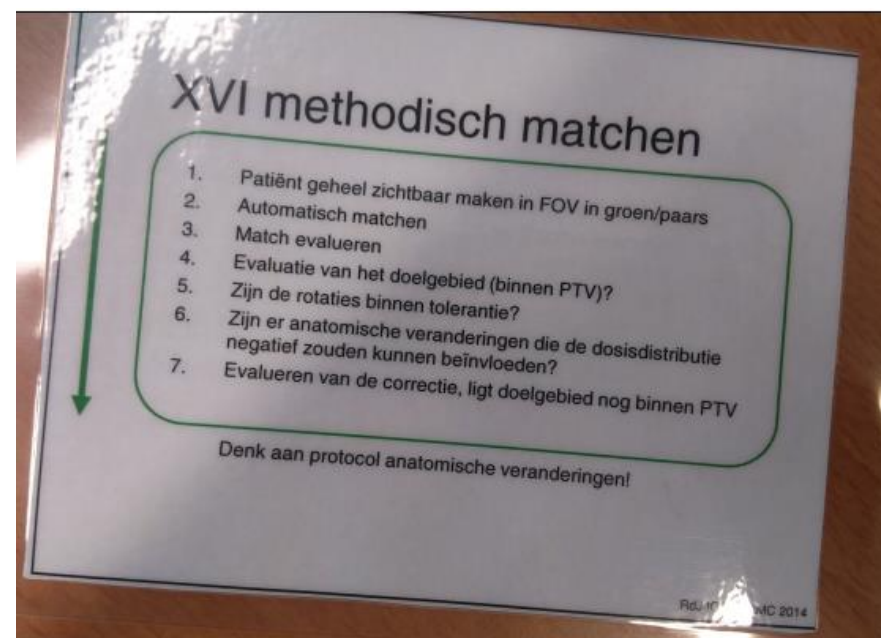 XVI methodisch matchen
1. Patiënt geheel zichtbaar maken in FOV in groen/paars
2. Automatisch matchen
3. Match evalueren
4. Evaluatie van het doelgebied (binnen PTV)?
5. Zijn de rotaties binnen tolerantie?
6. Zijn er anatomische veranderingen die de dosisdistributie
negatief zouden kunnen beïnvloeden?
7. Evalueren van de correctie, ligt doelgebied nog binnen PTV
Denk aan protocol anatomische veranderingen!
2014